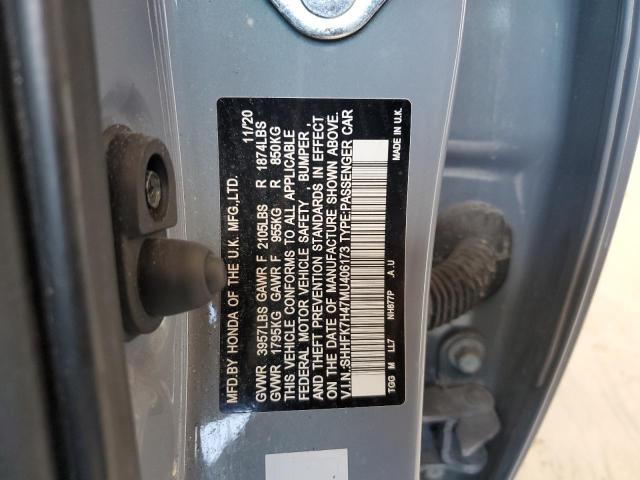 MFD.BY HONDA OF THE U.K. MFG.,LTD. 11/20
GVWR 3957LBS GAWR F 2105LBS R 1874LBS
GVWR 1795KG GAWR F 955KG R 850KG
THIS VEHICLE CONFORMS TO ALL APPLICABLE
FEDERAL MOTOR VEHICLE SAFETY , BUMPER ,
AND THEFT PREVENTION STANDARDS IN EFFECT
ON THE DATE OF MANUFACTURE SHOWN ABOVE.
V.I.N.:SHHFK7H47MU406173 TYPE:PASSENGER CAR
TGG M LL7 NH877P .A.U MADE IN U.K.